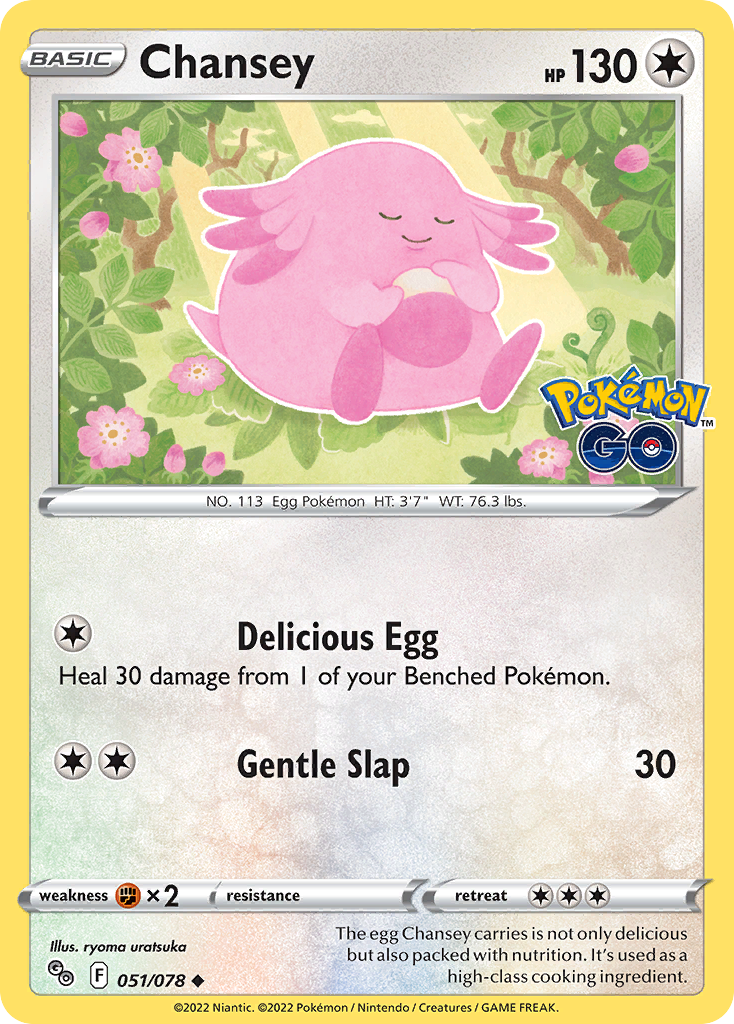 BASIC Chansey HP 130
POKéMON™
GO
NO. 113 Egg Pokémon HT: 3'7" WT: 76.3 lbs.
Delicious Egg
Heal 30 damage from 1 of your Benched Pokémon.
Gentle Slap 30
weakness ×2 resistance retreat
The egg Chansey carries is not only delicious
but also packed with nutrition. It's used as a
high-class cooking ingredient.
Illus. ryoma uratsuka
GO F 051/078
©2022 Niantic. ©2022 Pokémon / Nintendo / Creatures / GAME FREAK.